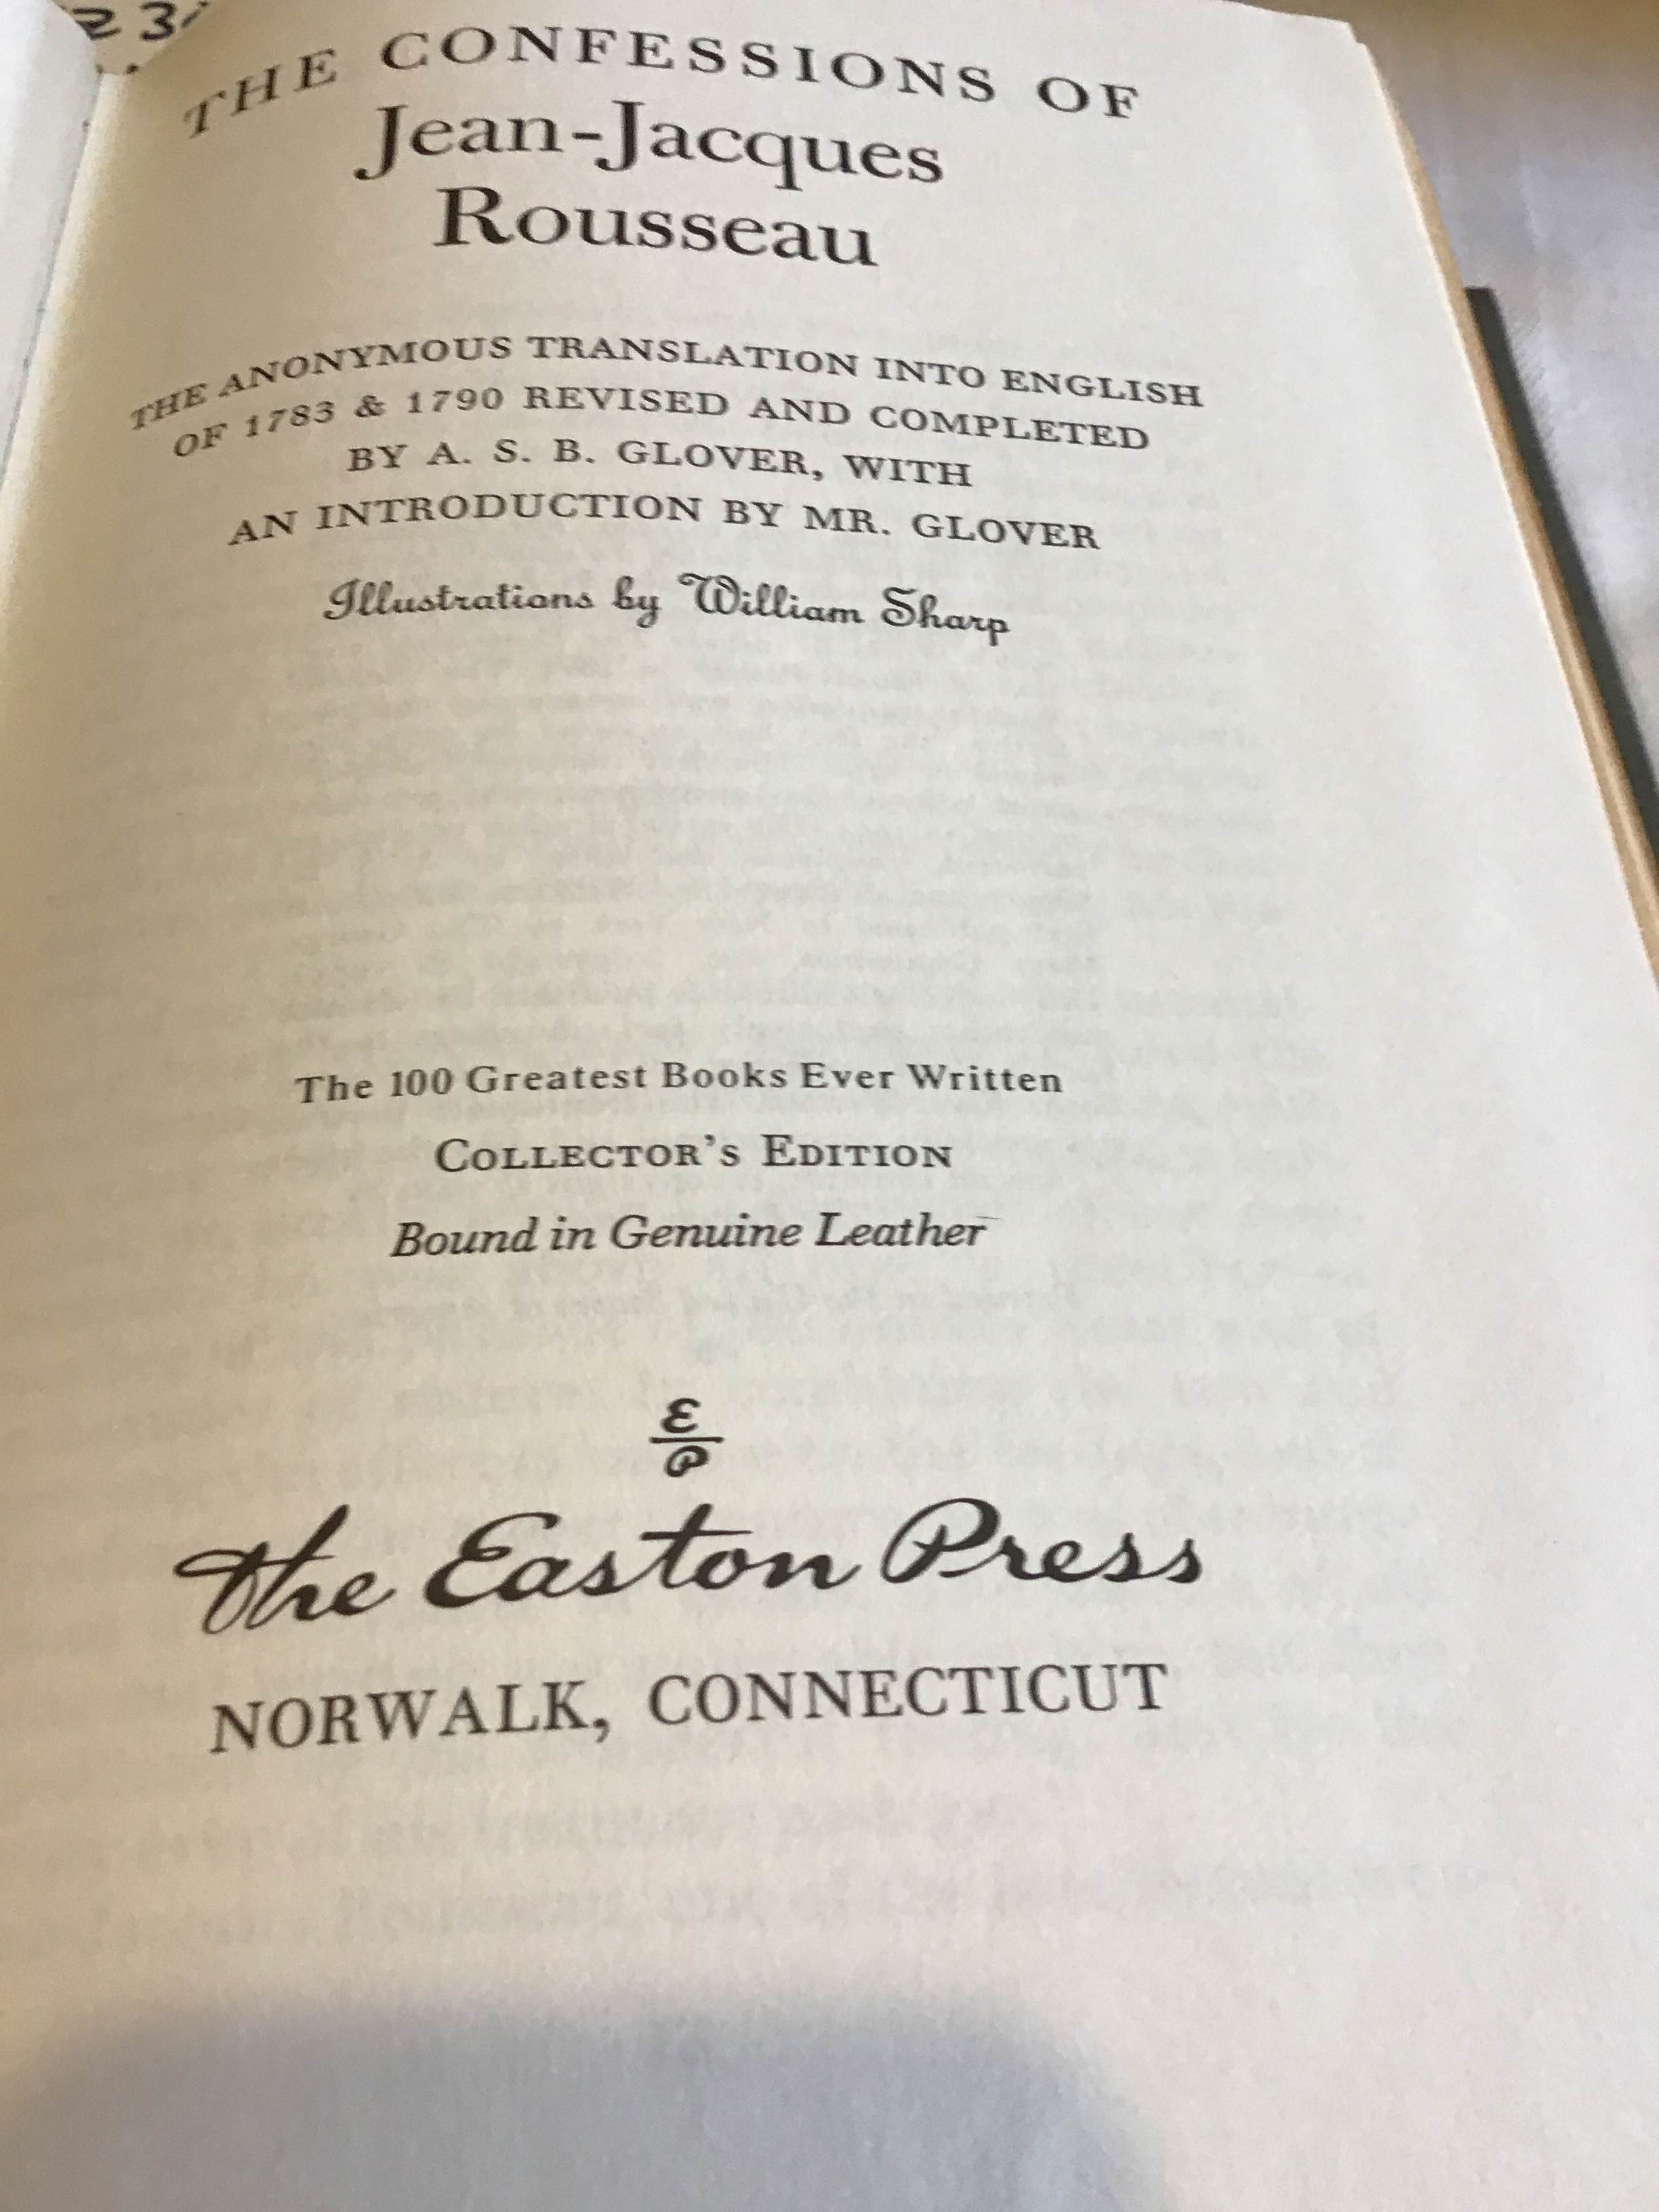 23
THE CONFESSIONS OF
Jean-Jacques
Rousseau
THE ANONYMOUS TRANSLATION INTO ENGLISH
OF 1783 & 1790 REVISED AND COMPLETED
BY A. S. B. GLOVER, WITH
AN INTRODUCTION BY MR. GLOVER
Illustrations by William Sharp
The 100 Greatest Books Ever Written
COLLECTOR'S EDITION
Bound in Genuine Leather
E
P
The Easton Press
NORWALK, CONNECTICUT